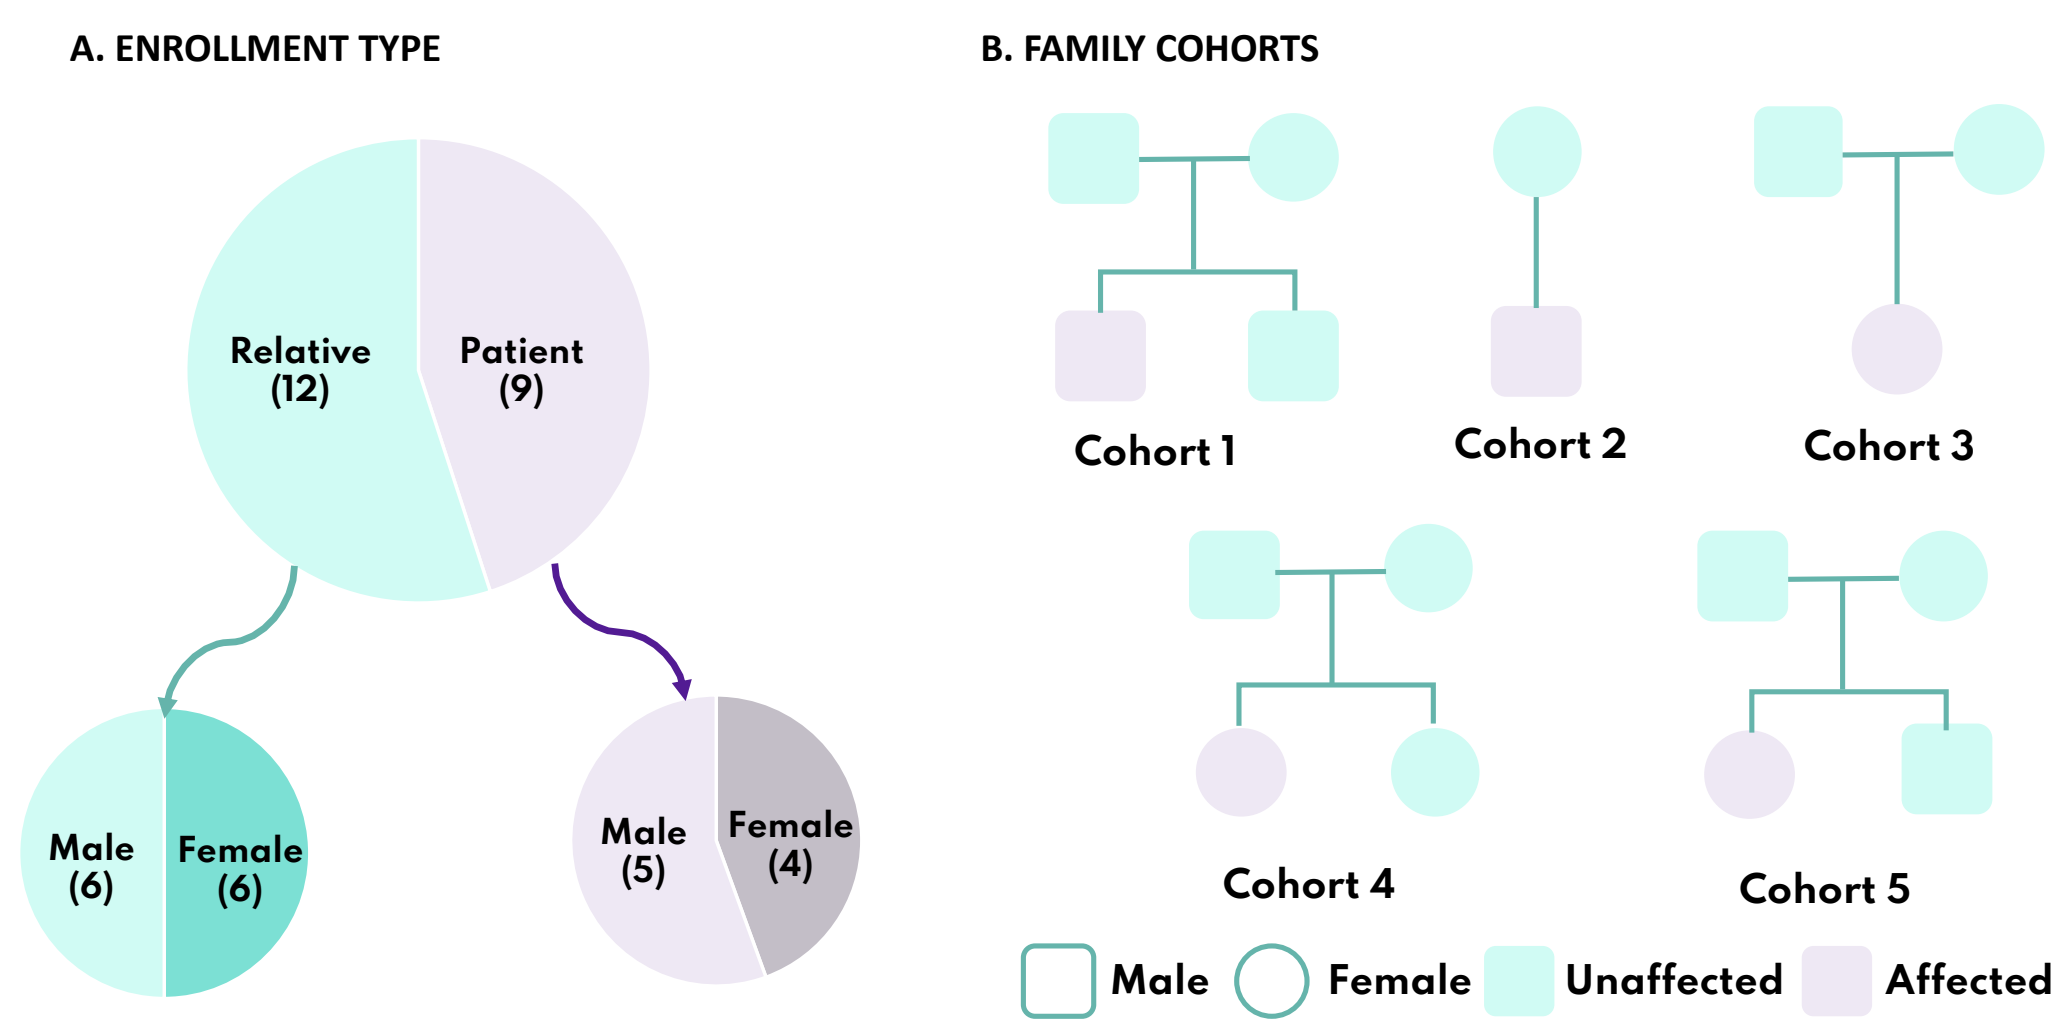 A. ENROLLMENT TYPE
Relative
(12)
Patient
(9)
Male
(6)
Female
(6)
Male
(5)
Female
(4)
B. FAMILY COHORTS
Cohort 1
Cohort 2
Cohort 3
Cohort 4
Cohort 5
Male
Female
Unaffected
Affected